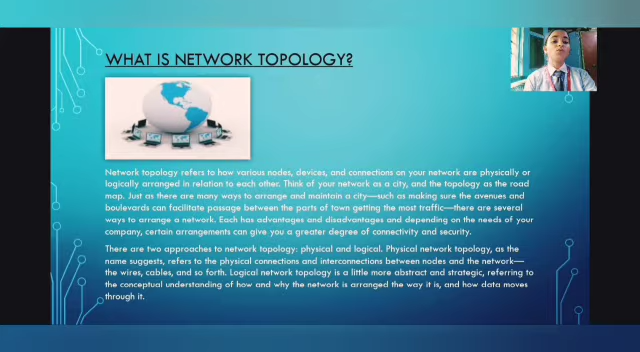 WHAT IS NETWORK TOPOLOGY?
Network topology refers to how various nodes, devices, and connections on your network are physically or
logically arranged in relation to each other. Think of your network as a city, and the topology as the road
map. Just as there are many ways to arrange and maintain a city—such as making sure the avenues and
boulevards can facilitate passage between the parts of town getting the most traffic—there are several
ways to arrange a network. Each has advantages and disadvantages and depending on the needs of your
company, certain arrangements can give you a greater degree of connectivity and security.
There are two approaches to network topology: physical and logical. Physical network topology, as the
name suggests, refers to the physical connections and interconnections between nodes and the network—
the wires, cables, and so forth. Logical network topology is a little more abstract and strategic, referring to
the conceptual understanding of how and why the network is arranged the way it is, and how data moves
through it.